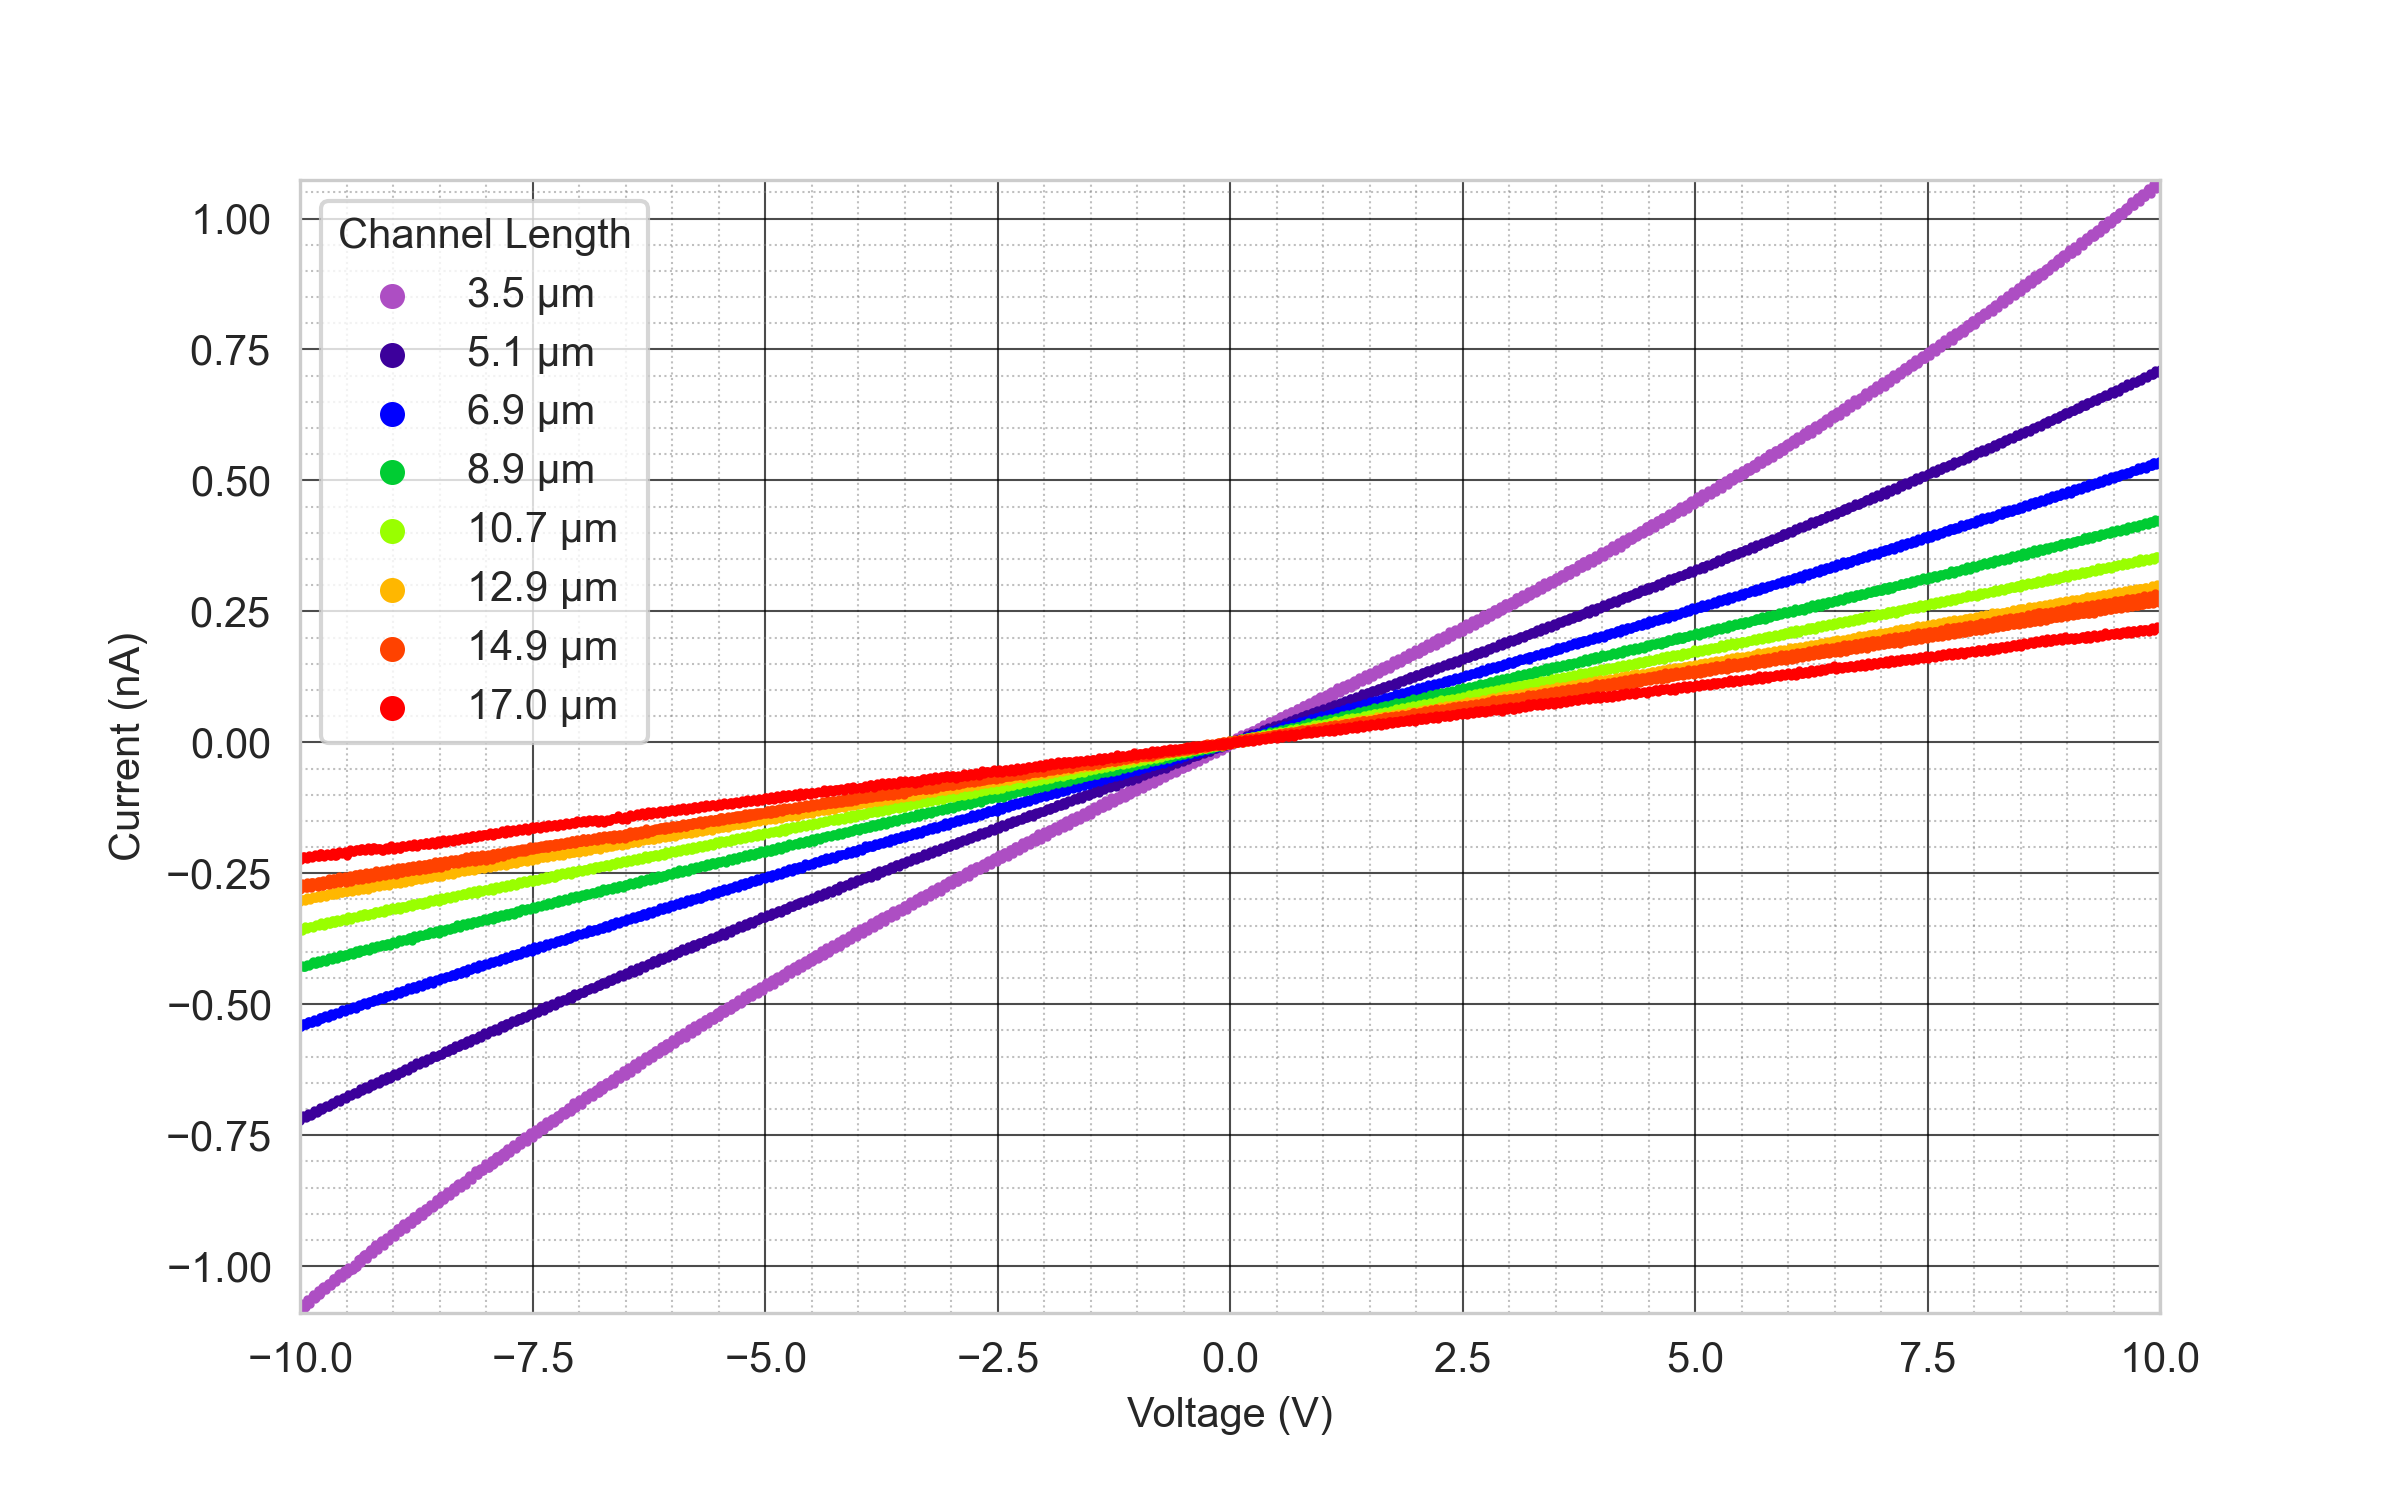 Channel Length
3.5 µm
5.1 µm
6.9 µm
8.9 µm
10.7 µm
12.9 µm
14.9 µm
17.0 µm
1.00
0.75
0.50
0.25
0.00
−0.25
−0.50
−0.75
−1.00
Current (nA)
−10.0 −7.5 −5.0 −2.5 0.0 2.5 5.0 7.5 10.0
Voltage (V)